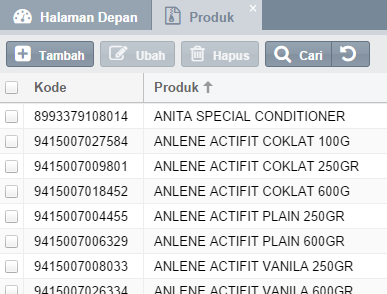 Halaman Depan Produk
Tambah Ubah Hapus Cari
Kode Produk
8993379108014 ANITA SPECIAL CONDITIONER
9415007027584 ANLENE ACTIFIT COKLAT 100G
9415007009801 ANLENE ACTIFIT COKLAT 250GR
9415007018452 ANLENE ACTIFIT COKLAT 600G
9415007004455 ANLENE ACTIFIT PLAIN 250GR
9415007006329 ANLENE ACTIFIT PLAIN 600GR
9415007008033 ANLENE ACTIFIT VANILA 250GR
9415007026334 ANLENE ACTIFIT VANILA 600GR